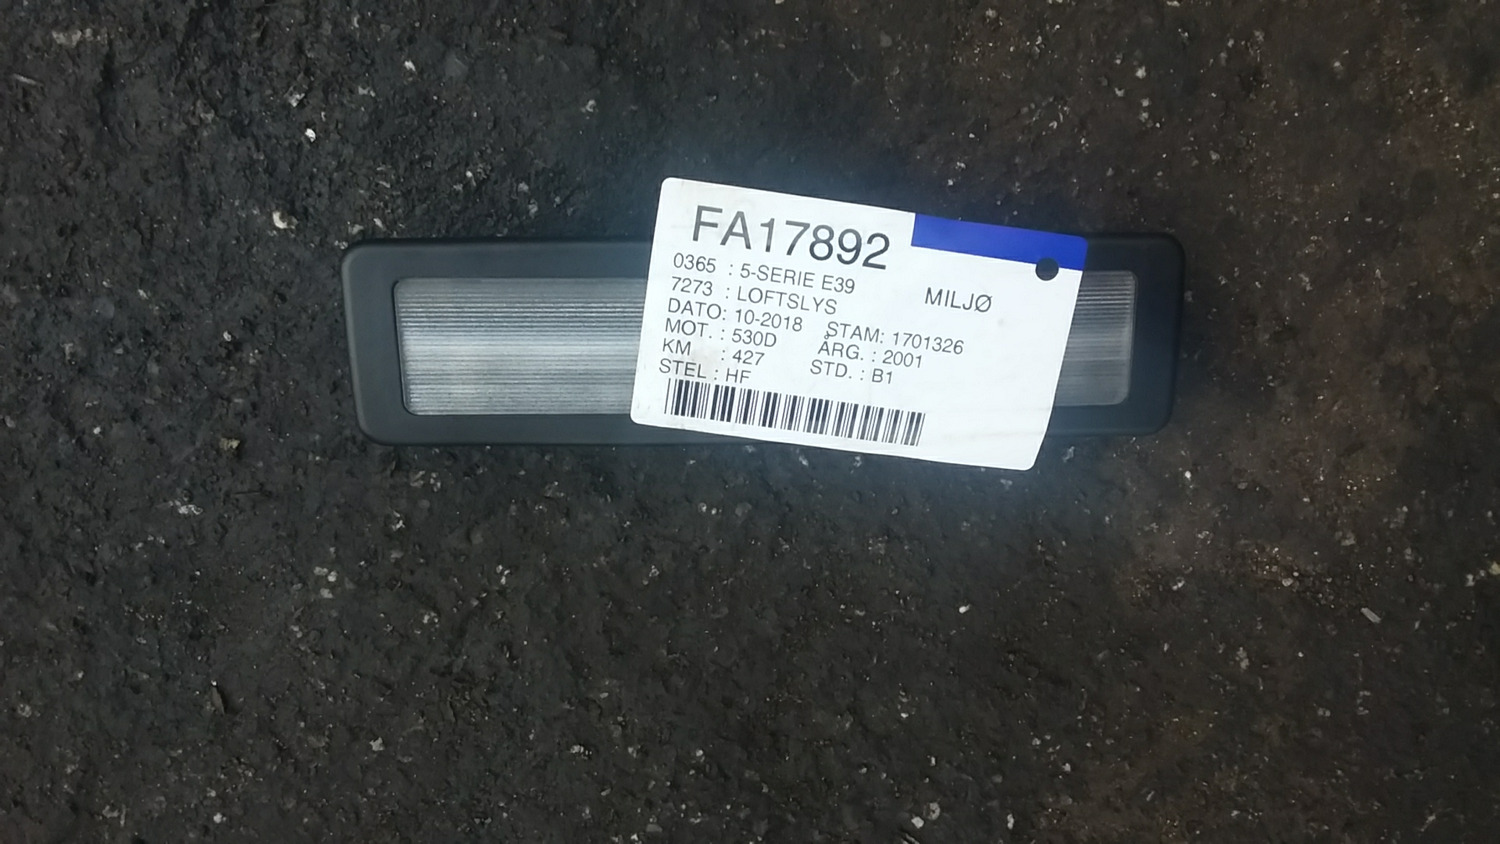 FA17892
0365 : 5-SERIE E39
MILJØ
7273 : LOFTSLYS
DATO: 10-2018 STAM: 1701326
MOT. : 530D ÅRG. : 2001
KM : 427 STD. : B1
STEL : HF